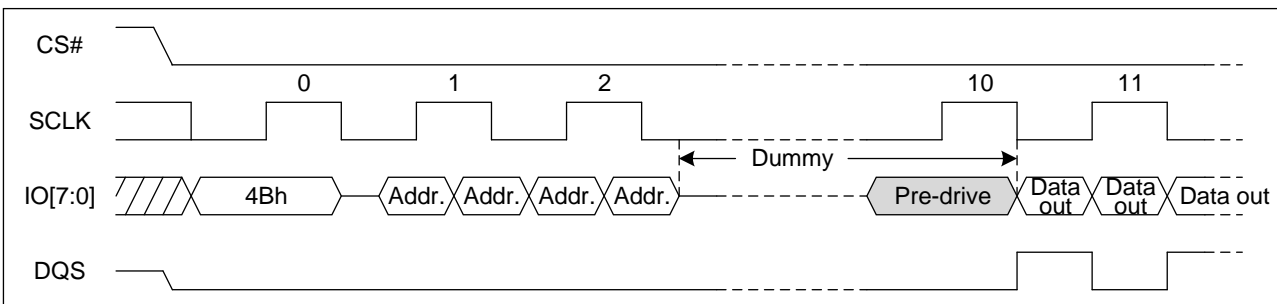 CS#
0 1 2 10 11
SCLK
Dummy
IO[7:0] 4Bh Addr. Addr. Addr. Addr. Pre-drive Data out Data out Data out
DQS